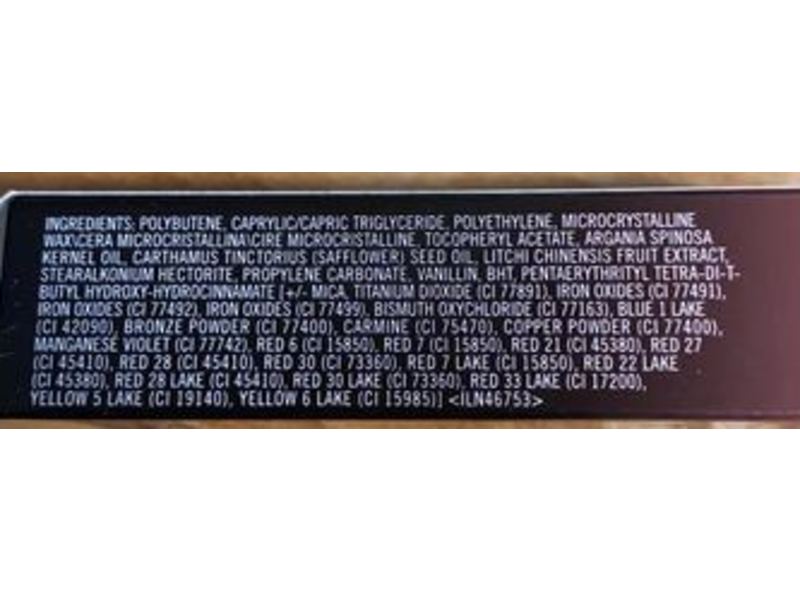 INGREDIENTS: POLYBUTENE, CAPRYLIC/CAPRIC TRIGLYCERIDE, POLYETHYLENE, MICROCRYSTALLINE
WAX\CERA MICROCRISTALLINA\CIRE MICROCRISTALLINE, TOCOPHERYL ACETATE, ARGANIA SPINOSA
KERNEL OIL, CARTHAMUS TINCTORIUS (SAFFLOWER) SEED OIL, LITCHI CHINENSIS FRUIT EXTRACT,
STEARALKONIUM HECTORITE, PROPYLENE CARBONATE, VANILLIN, BHT, PENTAERYTHRITYL TETRA-DI-T-
BUTYL HYDROXY-HYDROCINNAMATE [+/- MICA, TITANIUM DIOXIDE (CI 77891), IRON OXIDES (CI 77491),
IRON OXIDES (CI 77492), IRON OXIDES (CI 77499), BISMUTH OXYCHLORIDE (CI 77163), BLUE 1 LAKE
(CI 42090), BRONZE POWDER (CI 77400), CARMINE (CI 75470), COPPER POWDER (CI 77400),
MANGANESE VIOLET (CI 77742), RED 6 (CI 15850), RED 7 (CI 15850), RED 21 (CI 45380), RED 27
(CI 45410), RED 28 (CI 45410), RED 30 (CI 73360), RED 7 LAKE (CI 15850), RED 22 LAKE
(CI 45380), RED 28 LAKE (CI 45410), RED 30 LAKE (CI 73360), RED 33 LAKE (CI 17200),
YELLOW 5 LAKE (CI 19140), YELLOW 6 LAKE (CI 15985)] <ILN46753>